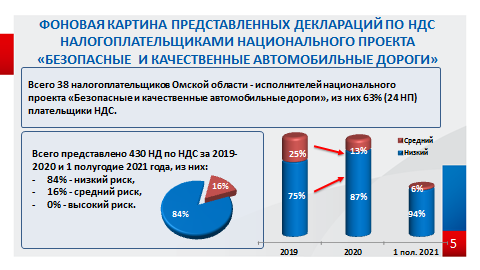 ФОНОВАЯ КАРТИНА ПРЕДСТАВЛЕННЫХ ДЕКЛАРАЦИЙ ПО НДС
НАЛОГОПЛАТЕЛЬЩИКАМИ НАЦИОНАЛЬНОГО ПРОЕКТА
«БЕЗОПАСНЫЕ И КАЧЕСТВЕННЫЕ АВТОМОБИЛЬНЫЕ ДОРОГИ»
Всего 38 налогоплательщиков Омской области - исполнителей национального
проекта «Безопасные и качественные автомобильные дороги», из них 63% (24 НП)
плательщики НДС.
Всего представлено 430 НД по НДС за 2019-
2020 и 1 полугодие 2021 года, из них:
- 84% - низкий риск,
- 16% - средний риск,
- 0% - высокий риск.
16%
84%
Средний
Низкий
25%
13%
6%
75%
87%
94%
2019
2020
1 пол. 2021
5